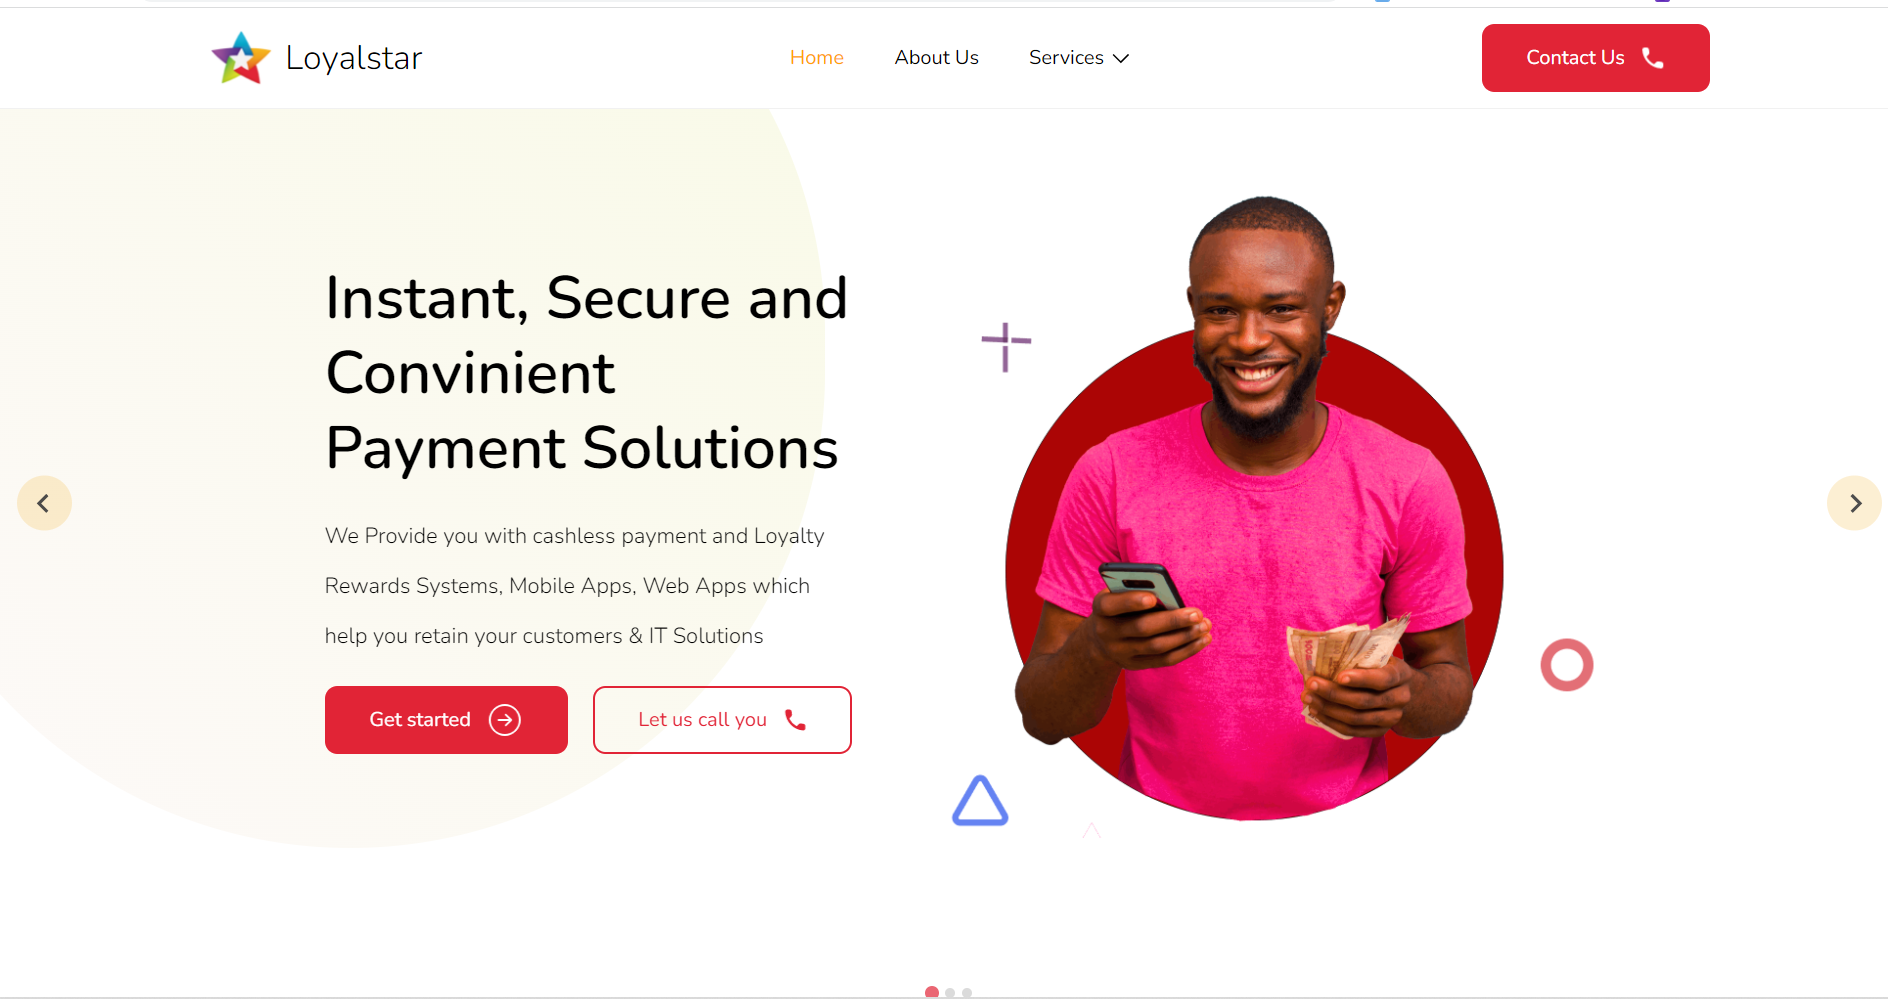 Loyalstar
Home
About Us
Services
Contact Us
Instant, Secure and
Convinient
Payment Solutions
We Provide you with cashless payment and Loyalty
Rewards Systems, Mobile Apps, Web Apps which
help you retain your customers & IT Solutions
Get started
Let us call you